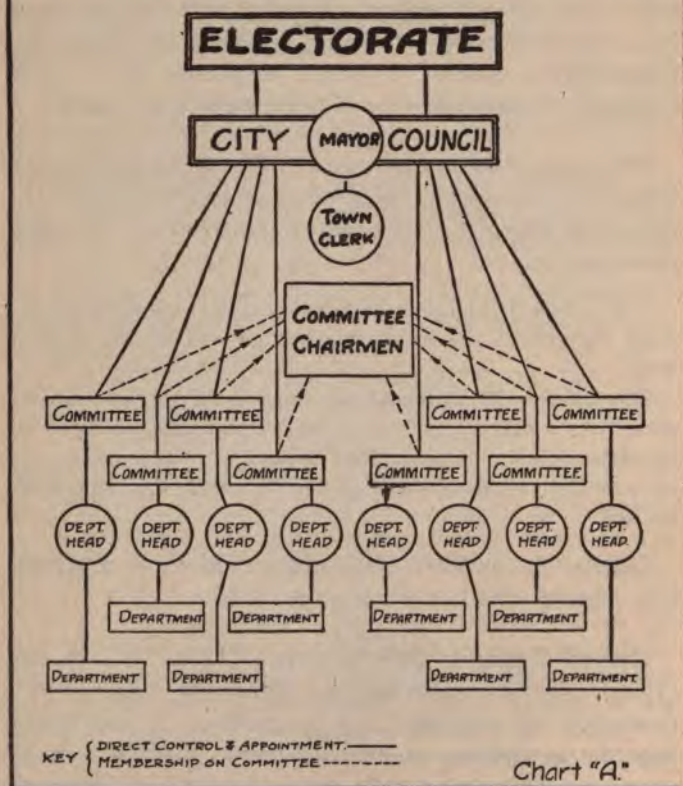 ELECTORATE
CITY MAYOR COUNCIL
TOWN
CLERK
COMMITTEE
CHAIRMEN
COMMITTEE COMMITTEE COMMITTEE COMMITTEE
COMMITTEE COMMITTEE COMMITTEE COMMITTEE
DEPT. DEPT. DEPT DEPT. DEPT. DEPT. DEPT. DEPT.
HEAD HEAD HEAD HEAD HEAD HEAD HEAD HEAD.
DEPARTMENT DEPARTMENT DEPARTMENT DEPARTMENT
DEPARTMENT DEPARTMENT DEPARTMENT DEPARTMENT.
KEY { DIRECT CONTROL & APPOINTMENT.
MEMBERSHIP ON COMMITTEE
Chart "A."